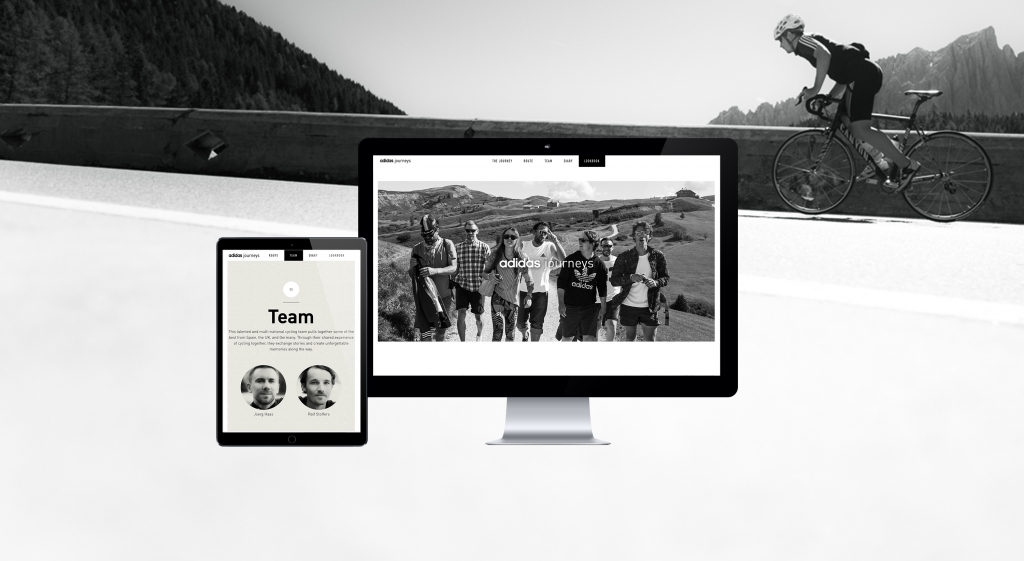 adidas journeys
THE JOURNEY ROUTE TEAM DIARY LOOKBOOK
adidas journeys
adidas
adidas journeys ROUTE TEAM DIARY LOOKBOOK
Team
This talented and multi-national cycling team pulls together some of the
best from Spain, the UK, and Germany. Through their shared experience
of cycling together, they exchange stories and create unforgettable
memories along the way.
Joerg Haas
Rolf Steffens